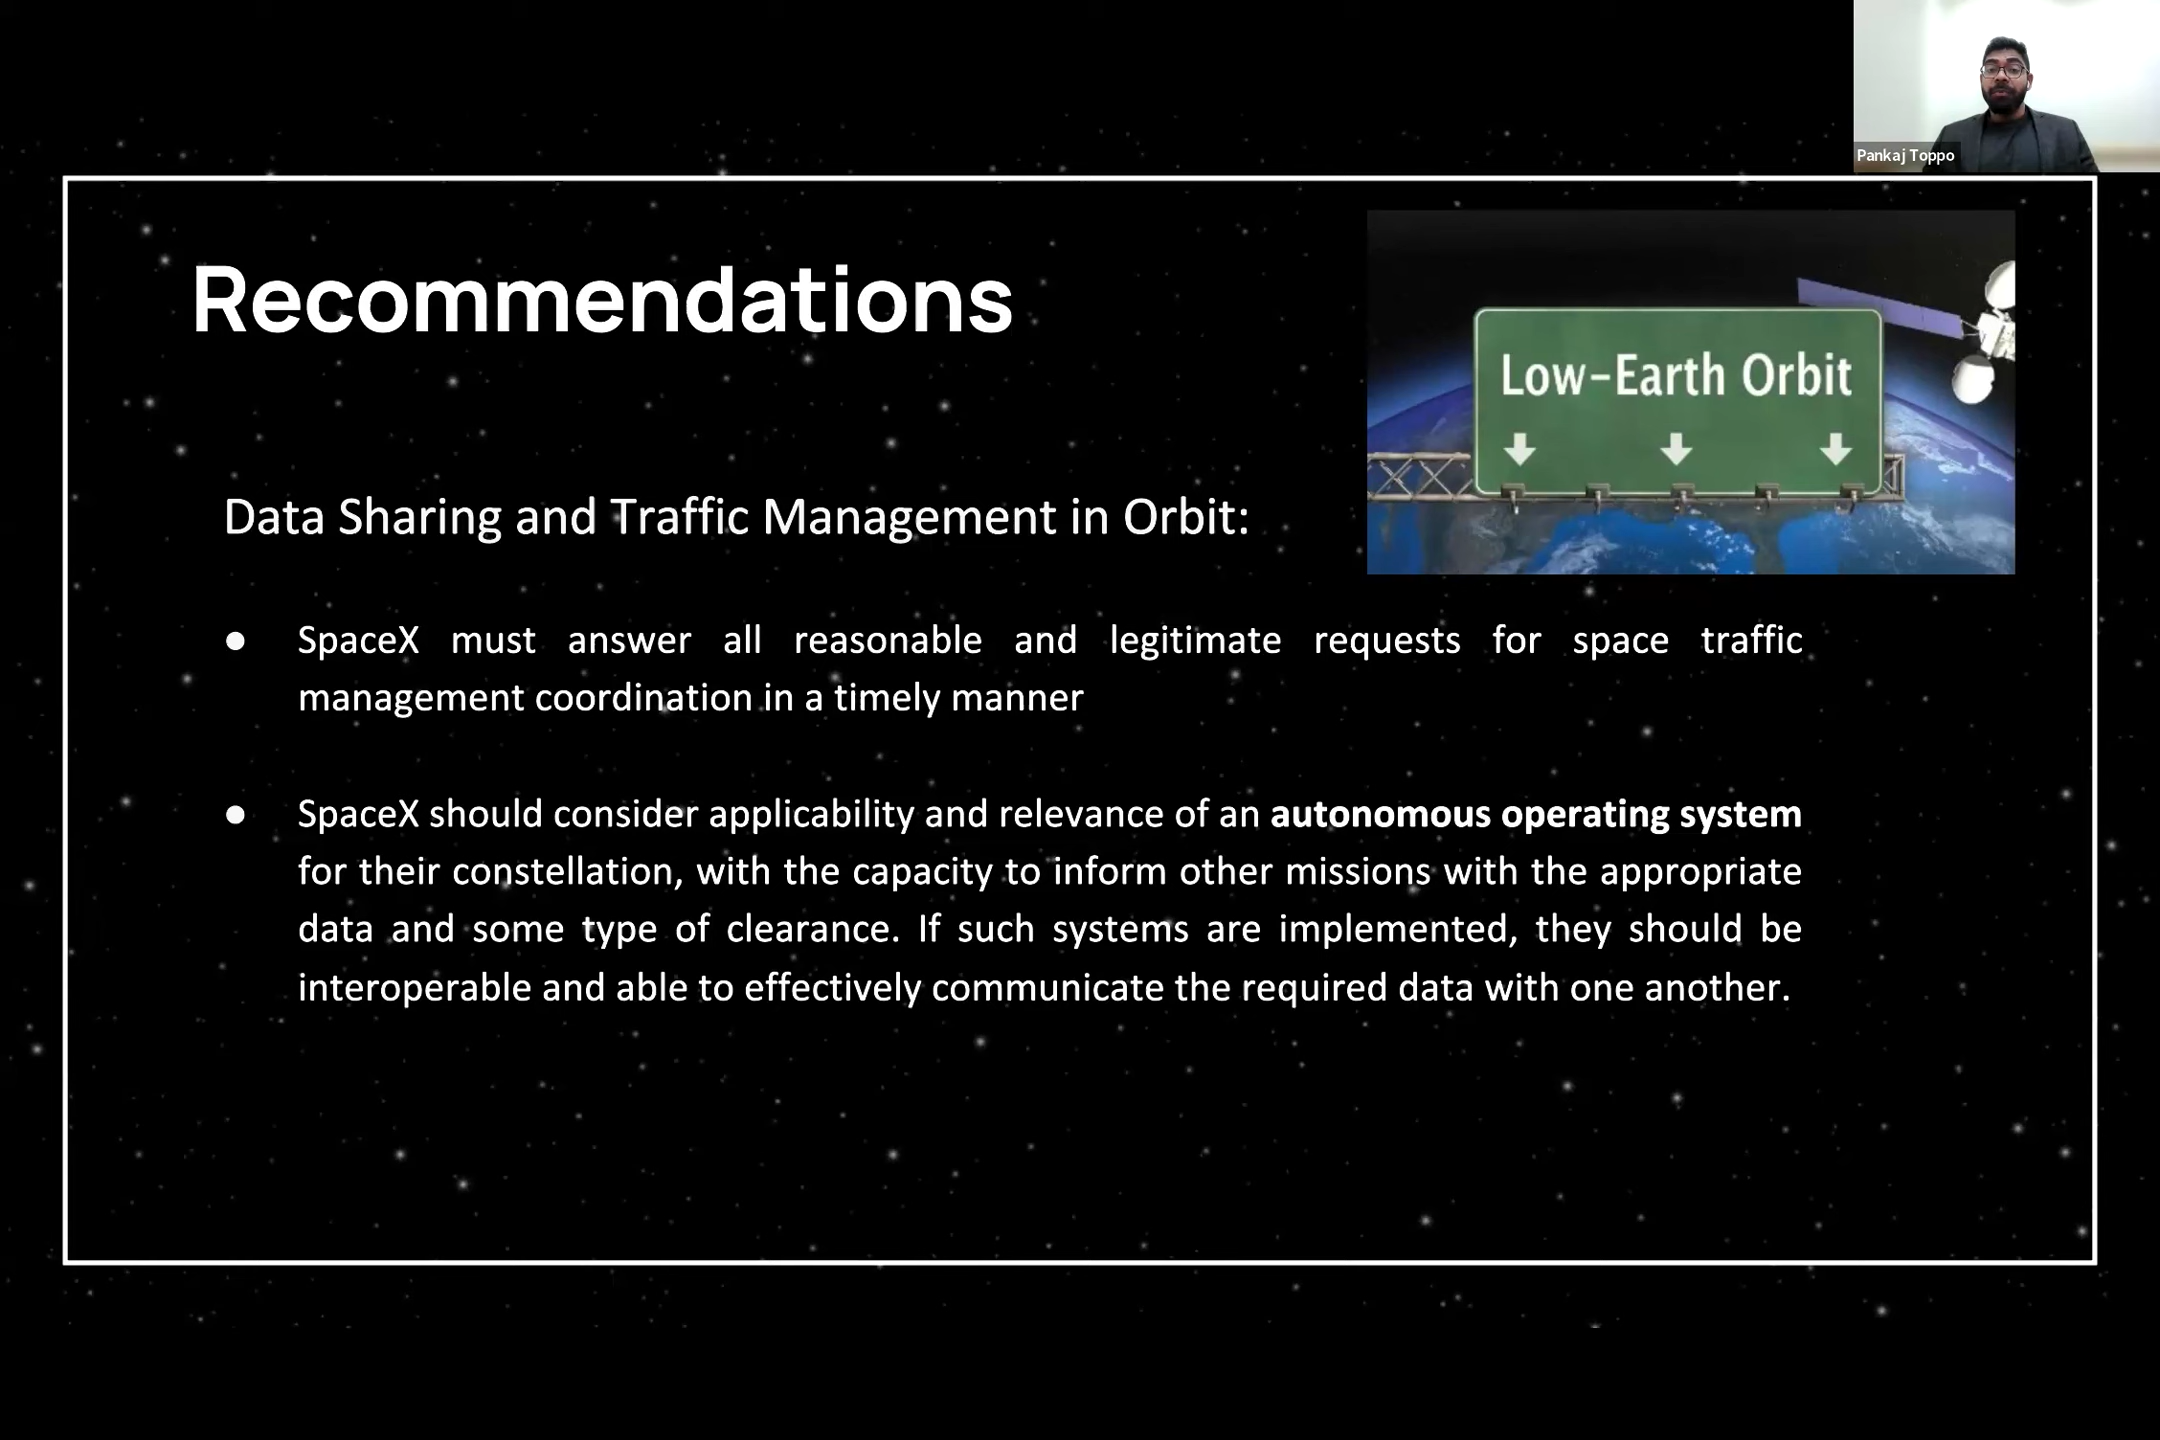 Pankaj Toppo
Recommendations
Low-Earth Orbit
Data Sharing and Traffic Management in Orbit:
● SpaceX must answer all reasonable and legitimate requests for space traffic
management coordination in a timely manner
● SpaceX should consider applicability and relevance of an autonomous operating system
for their constellation, with the capacity to inform other missions with the appropriate
data and some type of clearance. If such systems are implemented, they should be
interoperable and able to effectively communicate the required data with one another.